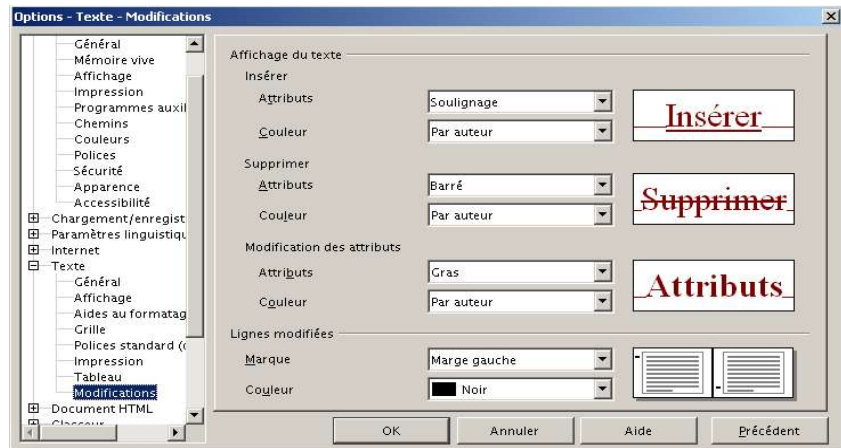 Options - Texte - Modifications
Général
Mémoire vive
Affichage
Impression
Programmes auxil
Chemins
Couleurs
Polices
Sécurité
Apparence
Accessibilité
Chargement/enregist
Paramètres linguistiqu
Internet
Texte
Général
Affichage
Aides au formatag
Grille
Polices standard (o
Impression
Tableau
Modifications
Document HTML
Classeur
Affichage du texte
Insérer
Attributs Soulignage Insérer
Couleur Par auteur
Supprimer
Attributs Barré Supprimer
Couleur Par auteur
Modification des attributs
Attributs Gras Attributs
Couleur Par auteur
Lignes modifiées
Marque Marge gauche
Couleur Noir
OK Annuler Aide Précédent